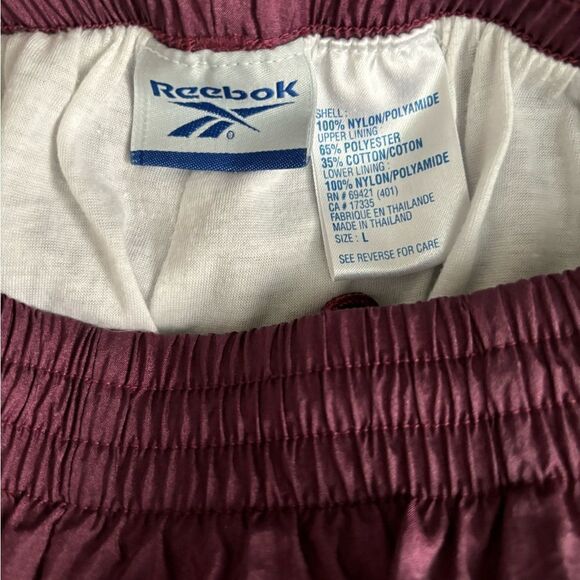 Reebok
®
SHELL:
100% NYLON/POLYAMIDE
UPPER LINING
65% POLYESTER
35% COTTON/COTON
LOWER LINING :
100% NYLON/POLYAMIDE
RN # 69421 (401)
CA # 17335
FABRIQUE EN THAILANDE
MADE IN THAILAND
SIZE : L
SEE REVERSE FOR CARE